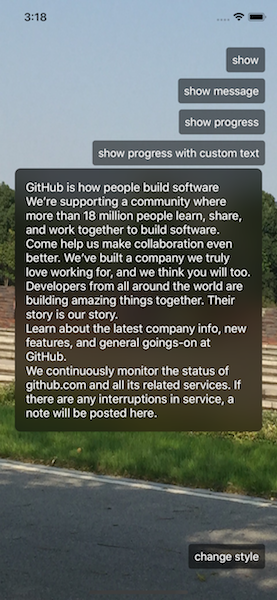 3:18
show
show message
show progress
show progress with custom text
GitHub is how people build software
We're supporting a community where
more than 18 million people learn, share,
and work together to build software.
Come help us make collaboration even
better. We've built a company we truly
love working for, and we think you will too.
Developers from all around the world are
building amazing things together. Their
story is our story.
Learn about the latest company info, new
features, and general goings-on at
GitHub.
We continuously monitor the status of
github.com and all its related services. If
there are any interruptions in service, a
note will be posted here.
change style